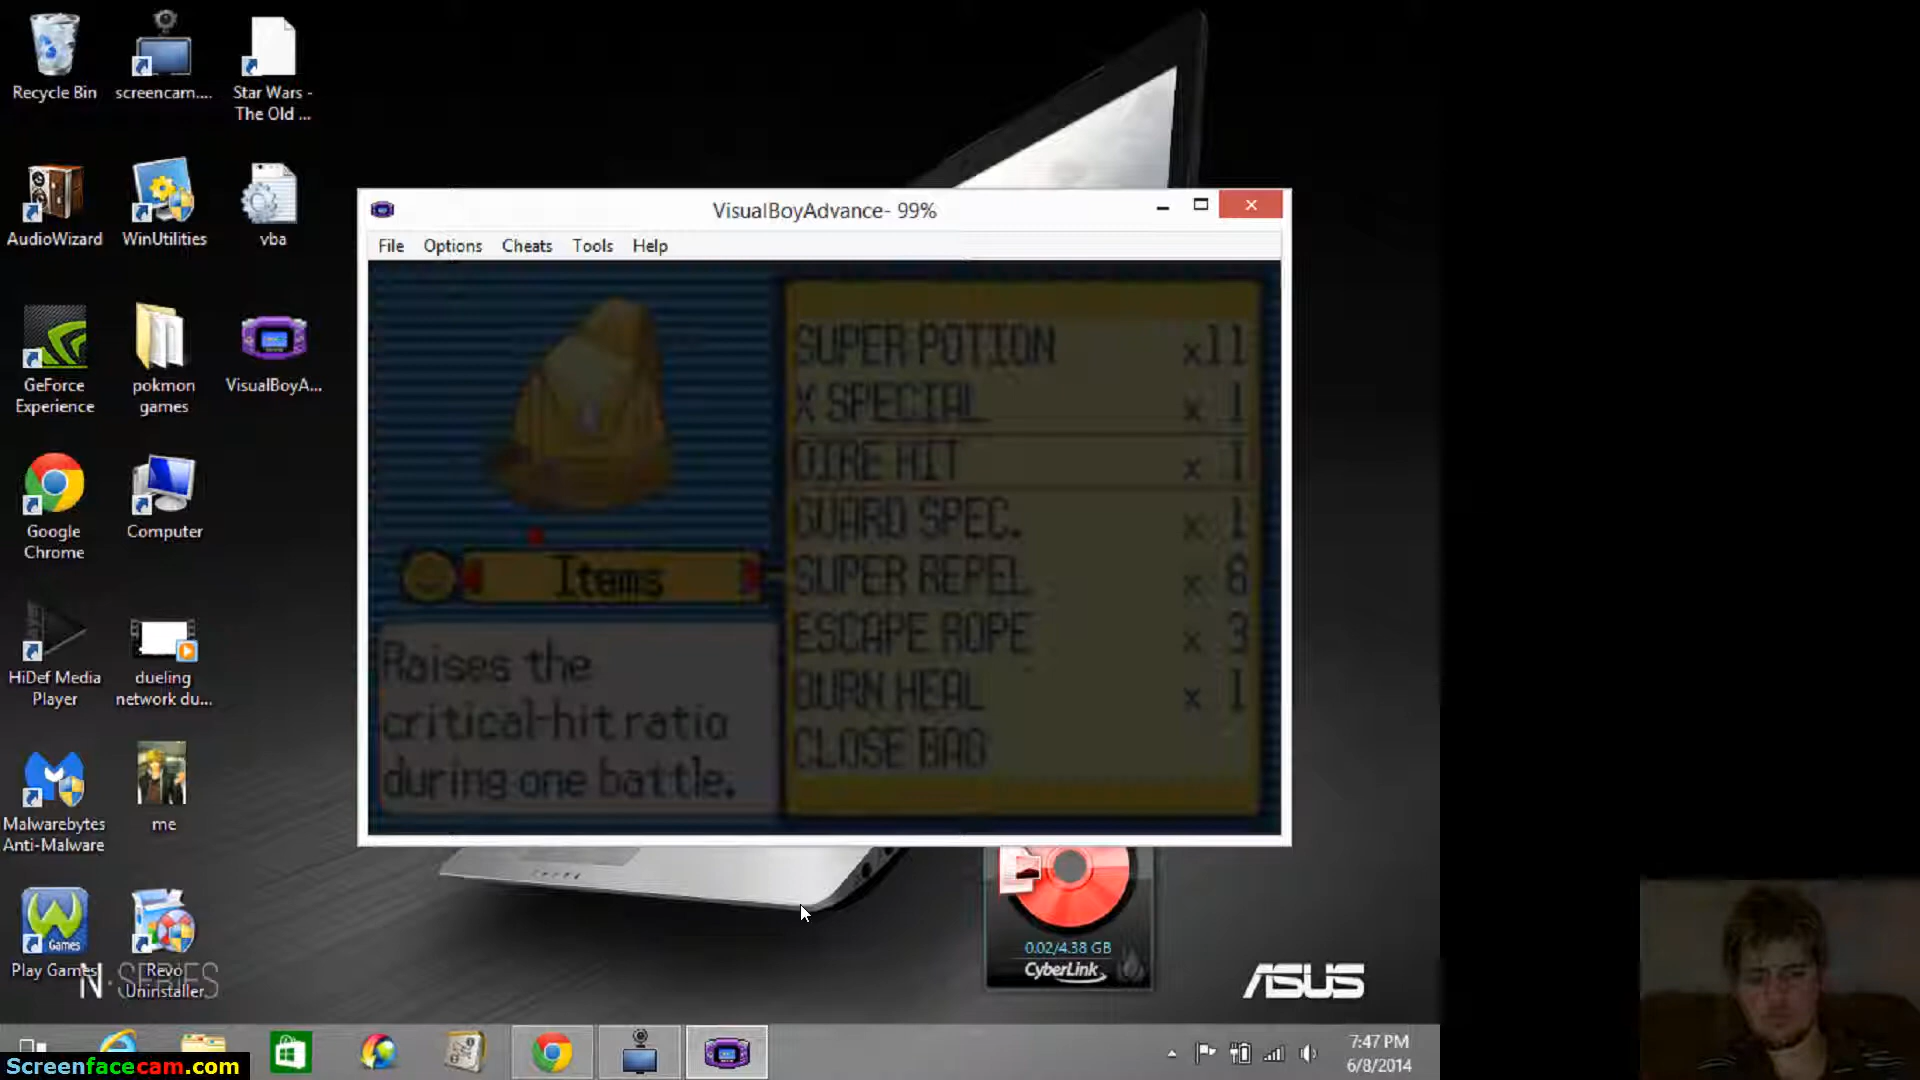 Recycle Bin
screencam....
Star Wars -
The Old ...
AudioWizard
WinUtilities
vba
GeForce
Experience
pokmon
games
VisualBoyA...
Google
Chrome
Computer
HiDef Media
Player
dueling
network du...
Malwarebytes
Anti-Malware
me
Games
Play Games
Revo
Uninstaller
N·SERIES
VisualBoyAdvance- 99%
File Options Cheats Tools Help
SUPER POTION x11
X SPECIAL x 1
DIRE HIT x 1
GUARD SPEC. x 1
SUPER REPEL x 6
ESCAPE ROPE x 3
BURN HEAL x 1
CLOSE BAG
Items
Raises the
critical-hit ratio
during one battle.
0.02/4.38 GB
CyberLink
ASUS
7:47 PM
6/8/2014
Screenfacecam.com